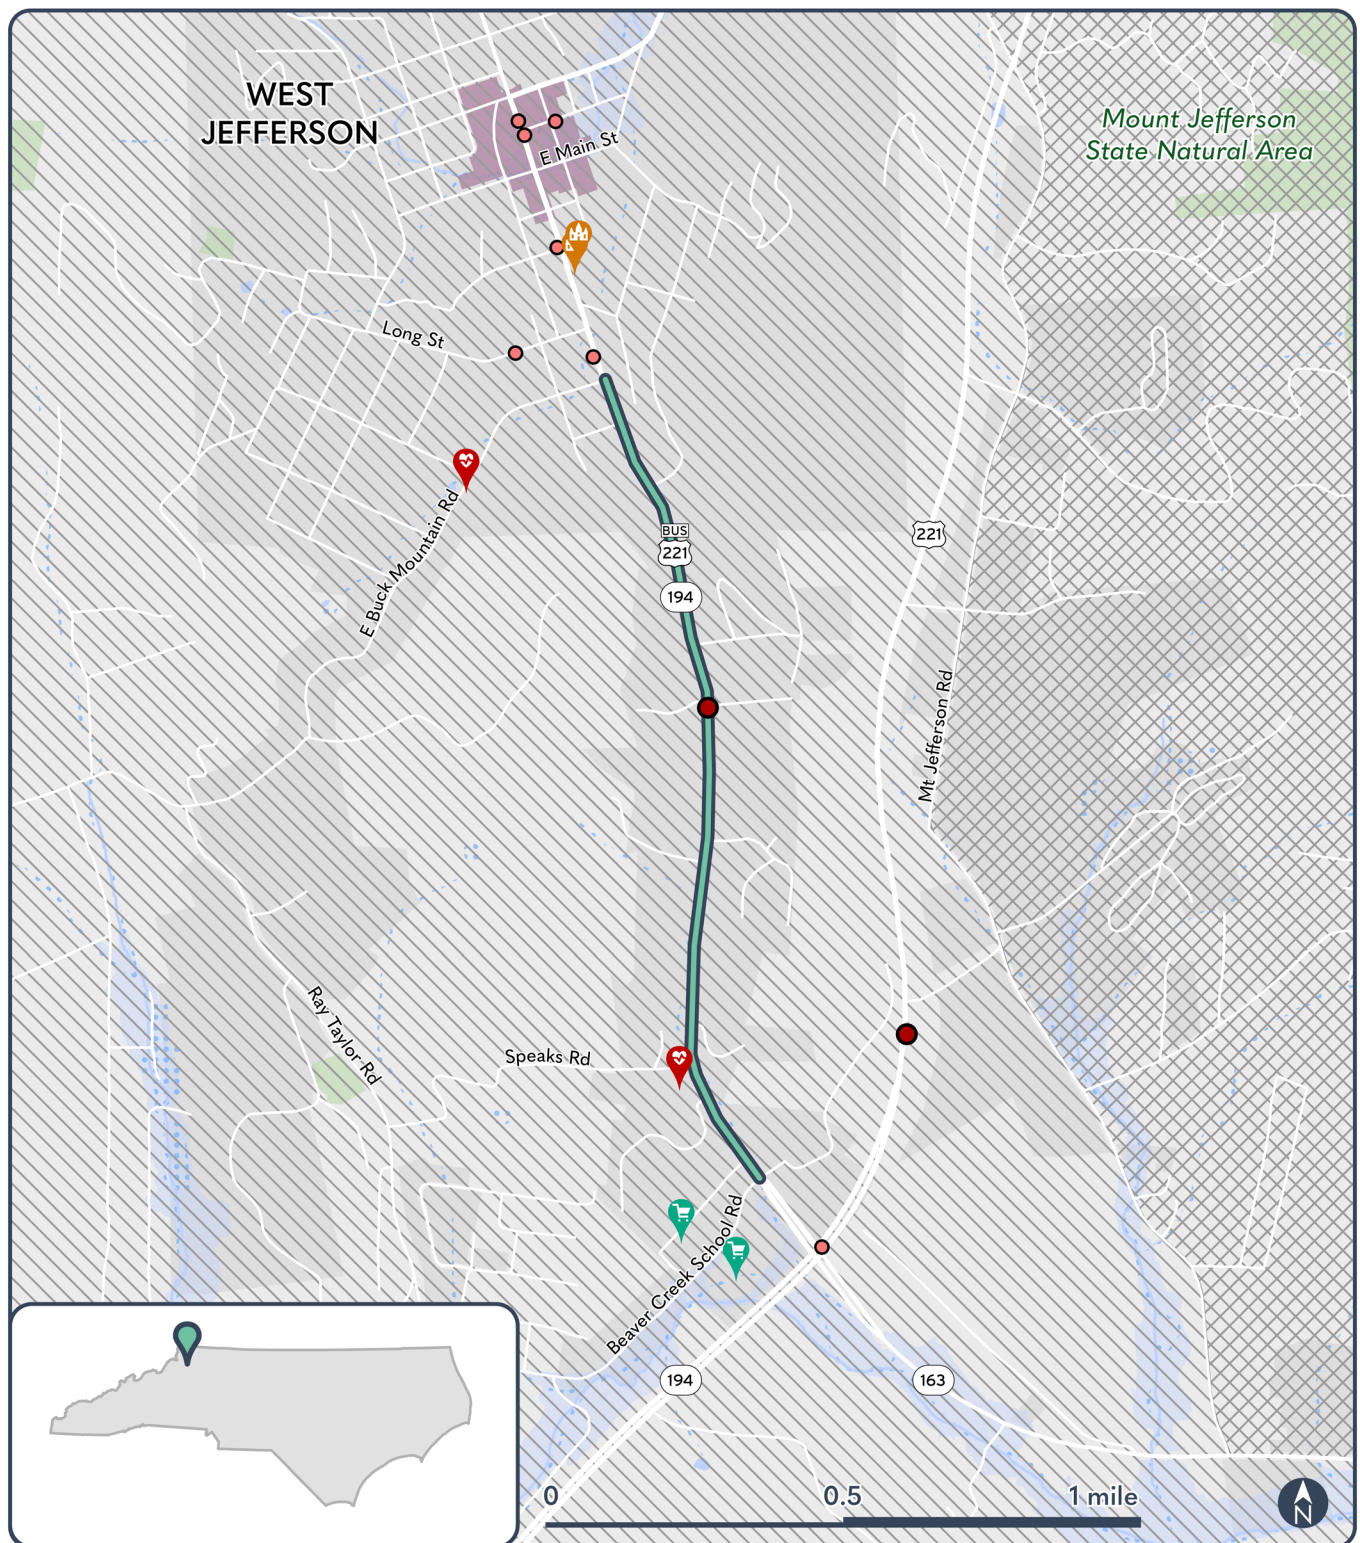 WEST
JEFFERSON
Mount Jefferson
State Natural Area
E Main St
Long St
E Buck Mountain Rd
BUS
221
221
194
Mt Jefferson Rd
Ray Taylor Rd
Speaks Rd
Beaver Creek School Rd
194
163
0
0.5
1 mile
N